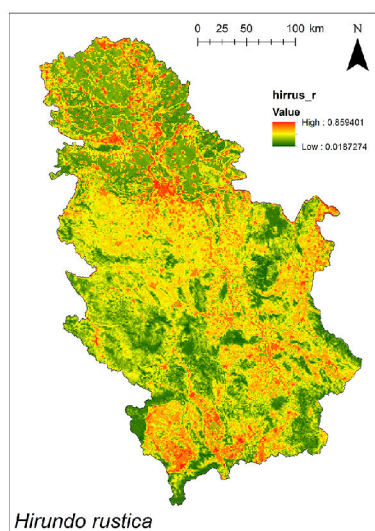 0 25 50 100 km
N
hirrus_r
Value
High : 0.859401
Low : 0.0187274
Hirundo rustica